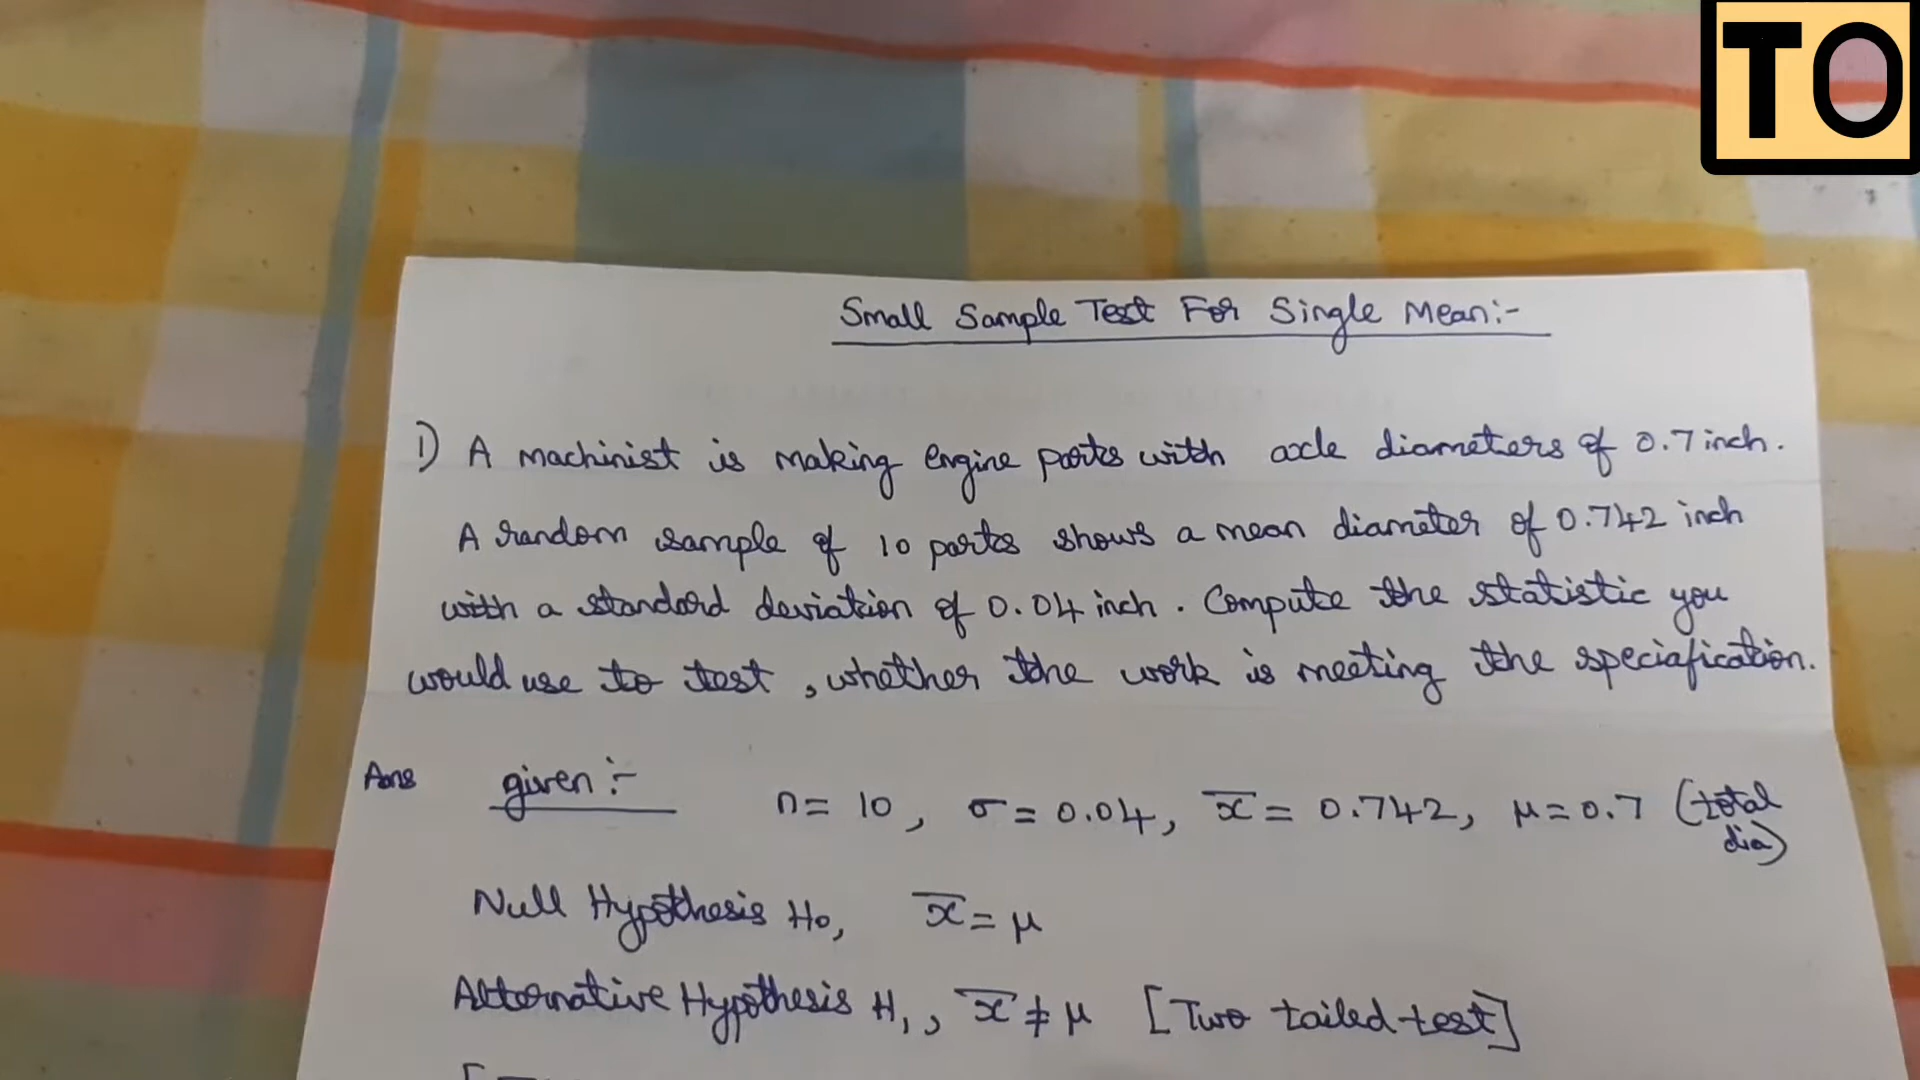 TO
Small Sample Test For Single Mean:-
1) A machinist is making engine parts with axle diameters of 0.7 inch.
A random sample of 10 parts shows a mean diameter of 0.742 inch
with a standard deviation of 0.04 inch. Compute the statistic you
would use to test, whether the work is meeting the speciafication.
Ans given:- n = 10, σ = 0.04, x̅ = 0.742, μ = 0.7 (total
dia)
Null Hypothesis H₀, x̅ = μ
Alternative Hypothesis H₁, x̅ ≠ μ [Two tailed test]